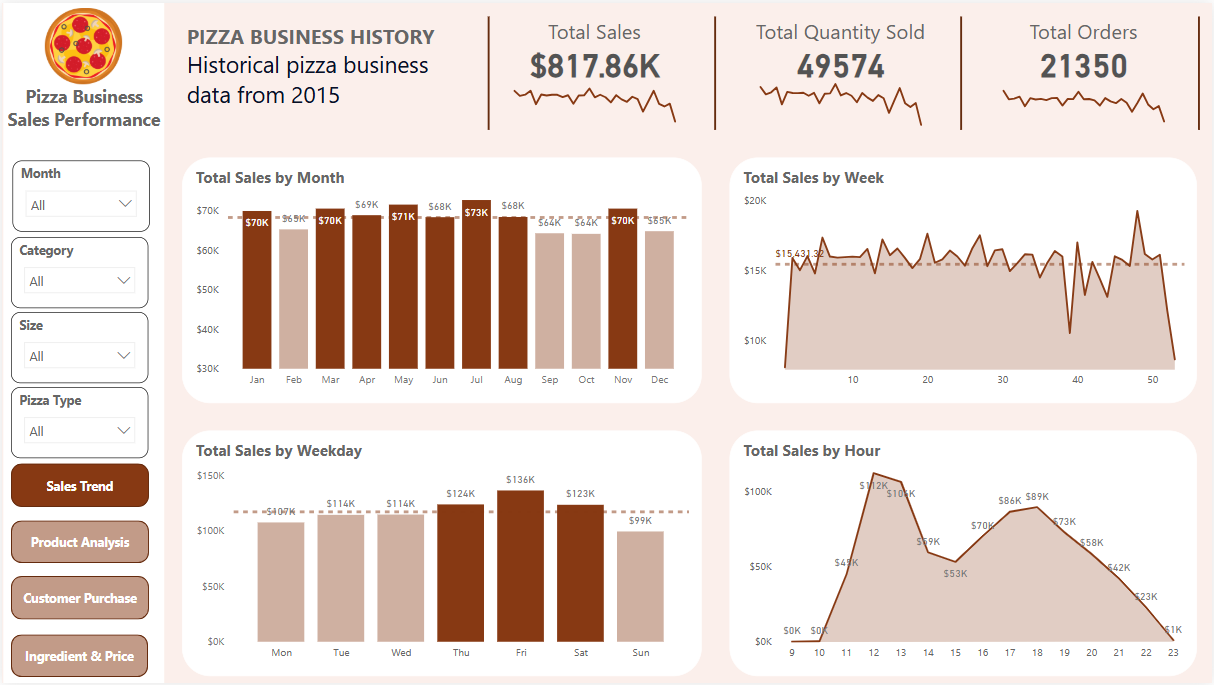 Pizza Business
Sales Performance
Month
All
Category
All
Size
All
Pizza Type
All
Sales Trend
Product Analysis
Customer Purchase
Ingredient & Price
PIZZA BUSINESS HISTORY
Historical pizza business
data from 2015
Total Sales
$817.86K
Total Quantity Sold
49574
Total Orders
21350
Total Sales by Month
$70K
$60K
$50K
$40K
$30K
$70K $65K $70K $69K $71K $68K $73K $68K $64K $64K $70K $65K
Jan Feb Mar Apr May Jun Jul Aug Sep Oct Nov Dec
Total Sales by Week
$20K
$15K
$10K
$15,431.32
10 20 30 40 50
Total Sales by Weekday
$150K
$100K
$50K
$0K
$107K $114K $114K $124K $136K $123K $99K
Mon Tue Wed Thu Fri Sat Sun
Total Sales by Hour
$100K
$50K
$0K
$0K $0K $45K $112K $59K $53K $70K $86K $89K $73K $58K $42K $23K $1K
9 10 11 12 13 14 15 16 17 18 19 20 21 22 23